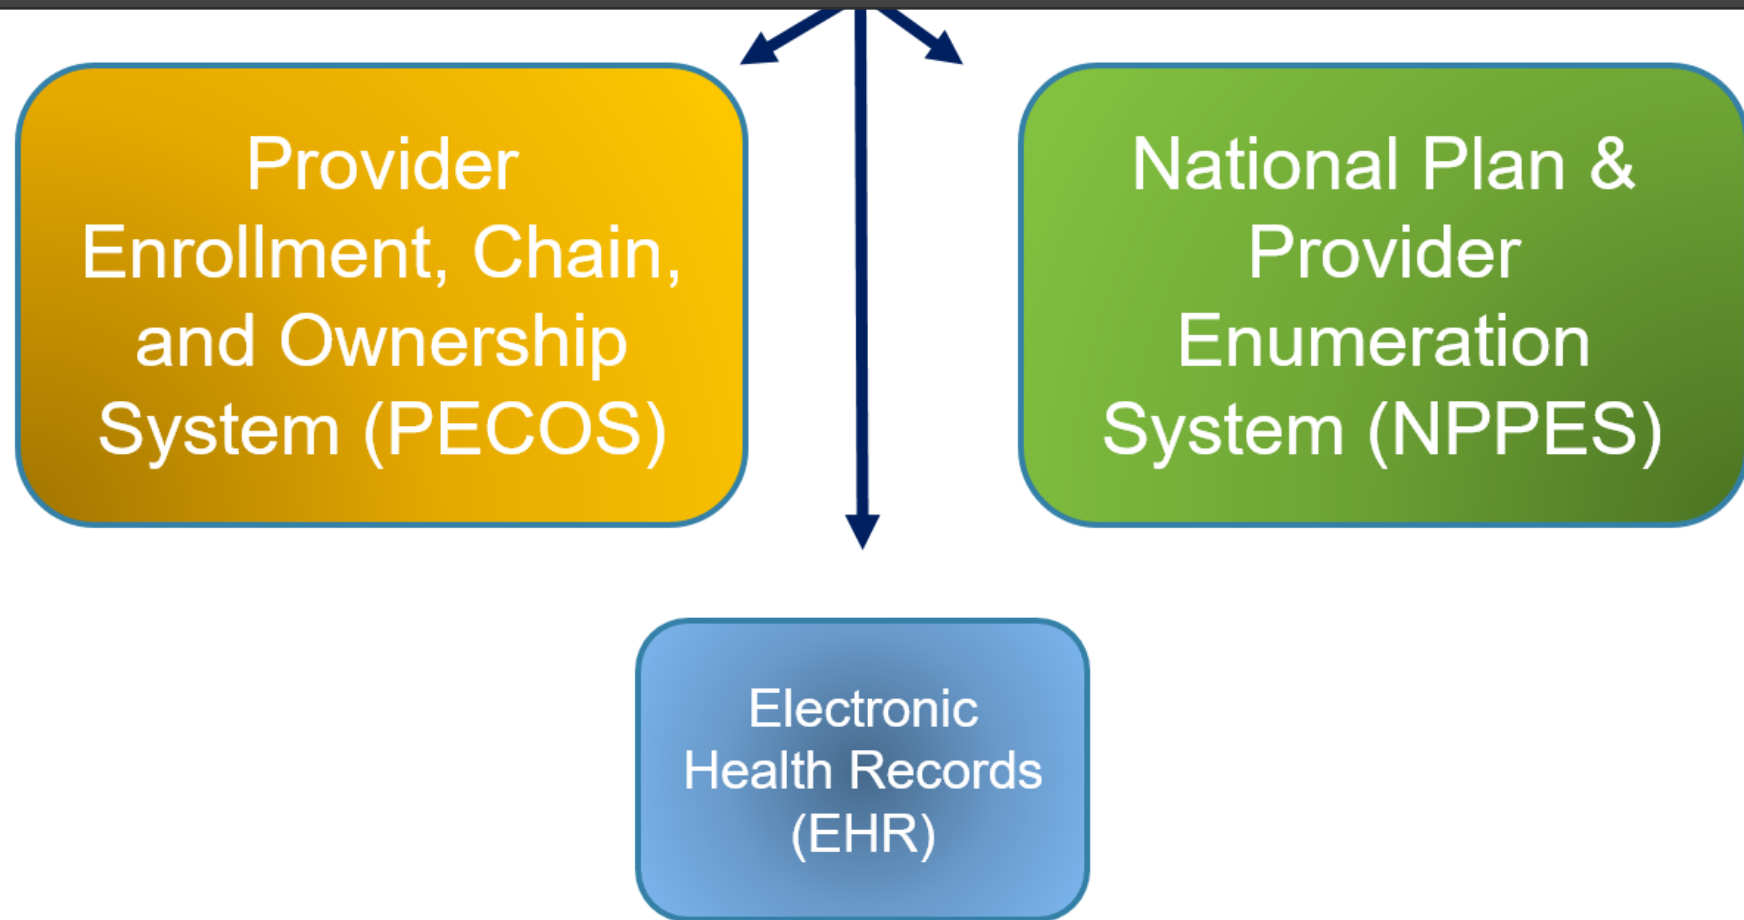 Provider
Enrollment, Chain,
and Ownership
System (PECOS)
National Plan &
Provider
Enumeration
System (NPPES)
Electronic
Health Records
(EHR)